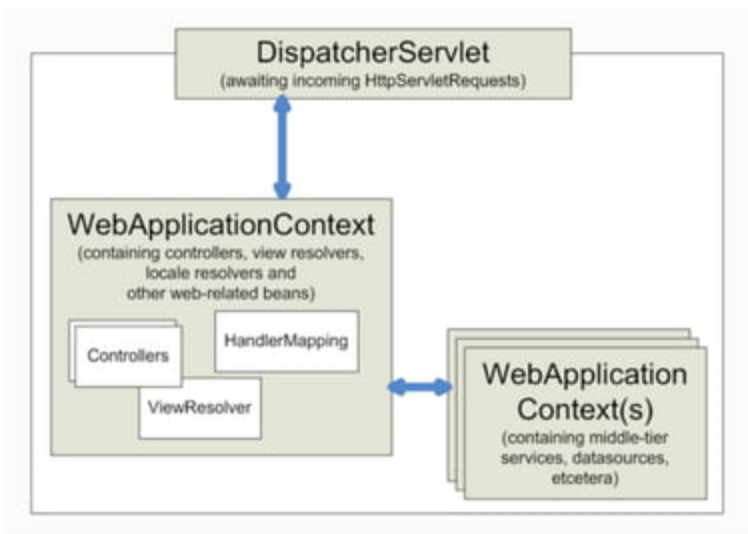 DispatcherServlet
(awaiting incoming HttpServletRequests)
WebApplicationContext
(containing controllers, view resolvers,
locale resolvers and
other web-related beans)
Controllers
HandlerMapping
ViewResolver
WebApplication
Context(s)
(containing middle-tier
services, datasources,
etcetera)